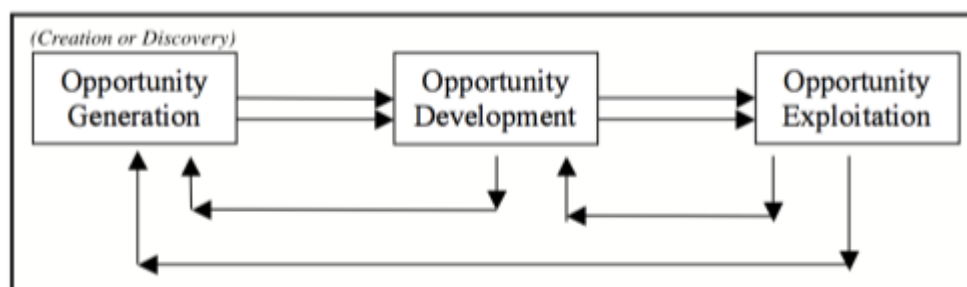 (Creation or Discovery)
Opportunity
Generation
Opportunity
Development
Opportunity
Exploitation